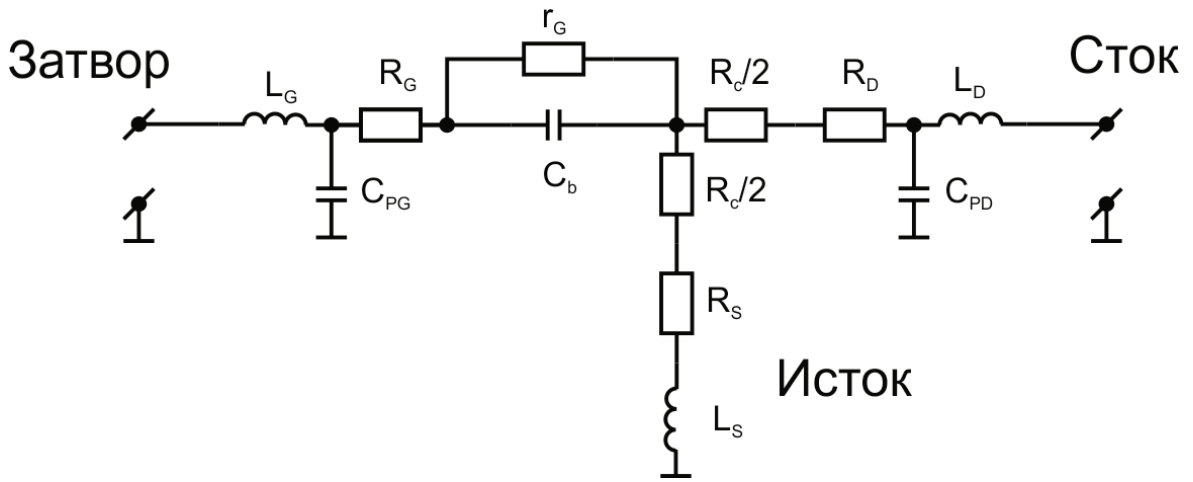 Затвор
Сток
Исток
r_G
L_G
R_G
R_c/2
R_D
L_D
C_PG
C_b
R_c/2
C_PD
R_S
L_S